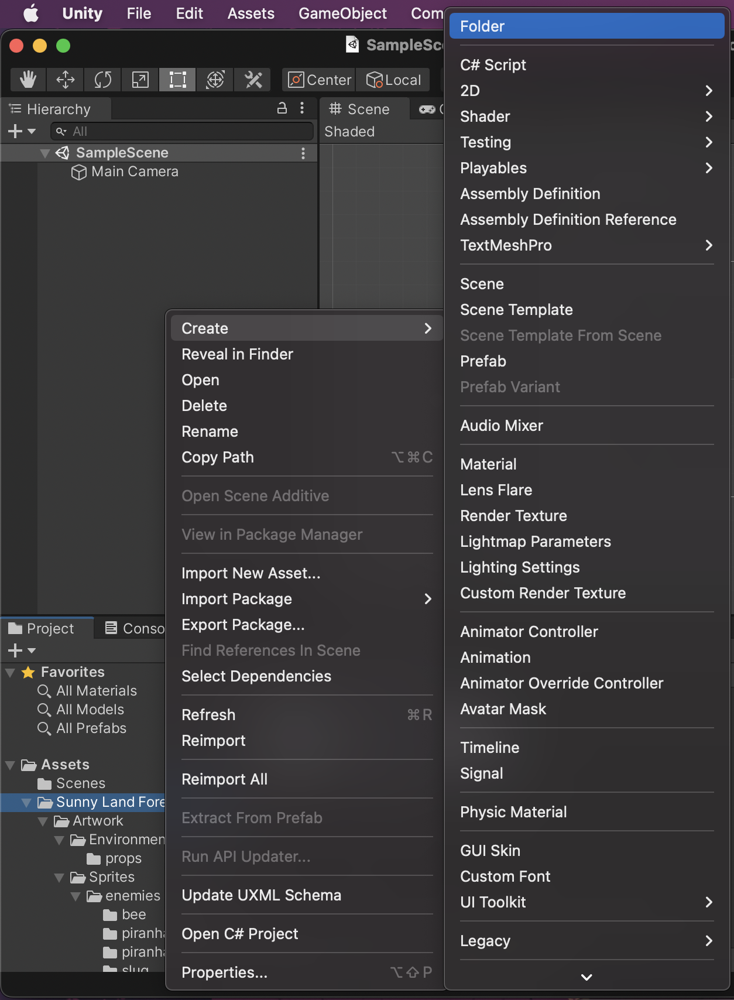 Unity File Edit Assets GameObject Com
SampleSc
Center Local
Hierarchy
All
SampleScene
Main Camera
Scene
Shaded
Project Conso
Favorites
All Materials
All Models
All Prefabs
Assets
Scenes
Sunny Land Fore
Artwork
Environmen
props
Sprites
enemies
bee
piranha
piranha
slug
Create
Reveal in Finder
Open
Delete
Rename
Copy Path ⌥⌘C
Open Scene Additive
View in Package Manager
Import New Asset...
Import Package
Export Package...
Find References In Scene
Select Dependencies
Refresh ⌘R
Reimport
Reimport All
Extract From Prefab
Run API Updater...
Update UXML Schema
Open C# Project
Properties... ⌥⇧P
Folder
C# Script
2D
Shader
Testing
Playables
Assembly Definition
Assembly Definition Reference
TextMeshPro
Scene
Scene Template
Scene Template From Scene
Prefab
Prefab Variant
Audio Mixer
Material
Lens Flare
Render Texture
Lightmap Parameters
Lighting Settings
Custom Render Texture
Animator Controller
Animation
Animator Override Controller
Avatar Mask
Timeline
Signal
Physic Material
GUI Skin
Custom Font
UI Toolkit
Legacy